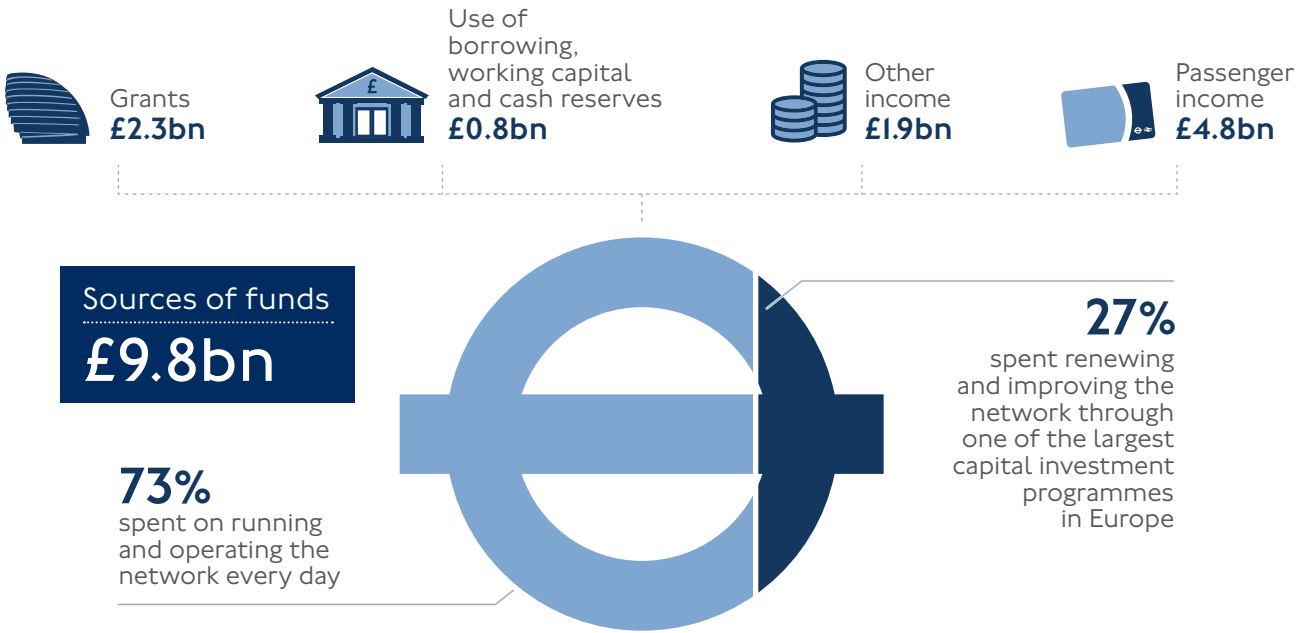 Grants
£2.3bn
£
Use of
borrowing,
working capital
and cash reserves
£0.8bn
Other
income
£1.9bn
Passenger
income
£4.8bn
Sources of funds
£9.8bn
27%
spent renewing
and improving the
network through
one of the largest
capital investment
programmes
in Europe
73%
spent on running
and operating the
network every day